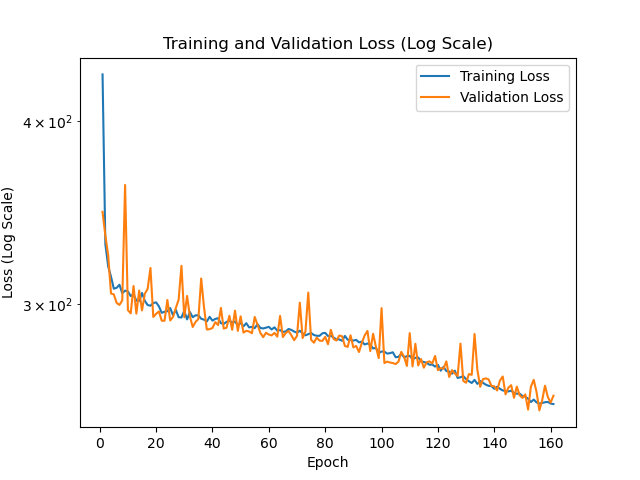 Training and Validation Loss (Log Scale)
Training Loss
Validation Loss
4 × 10²
3 × 10²
Loss (Log Scale)
0 20 40 60 80 100 120 140 160
Epoch